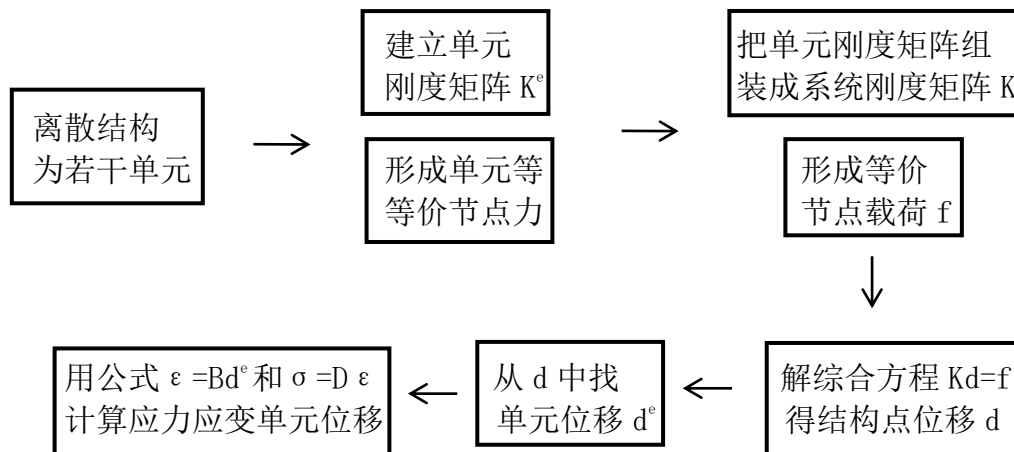 离散结构
为若干单元
建立单元
刚度矩阵 Kᵉ
形成单元等
等价节点力
把单元刚度矩阵组
装成系统刚度矩阵 K
形成等价
节点载荷 f
解综合方程 Kd=f
得结构点位移 d
从 d 中找
单元位移 dᵉ
用公式 ε=Bdᵉ和 σ=D ε
计算应力应变单元位移